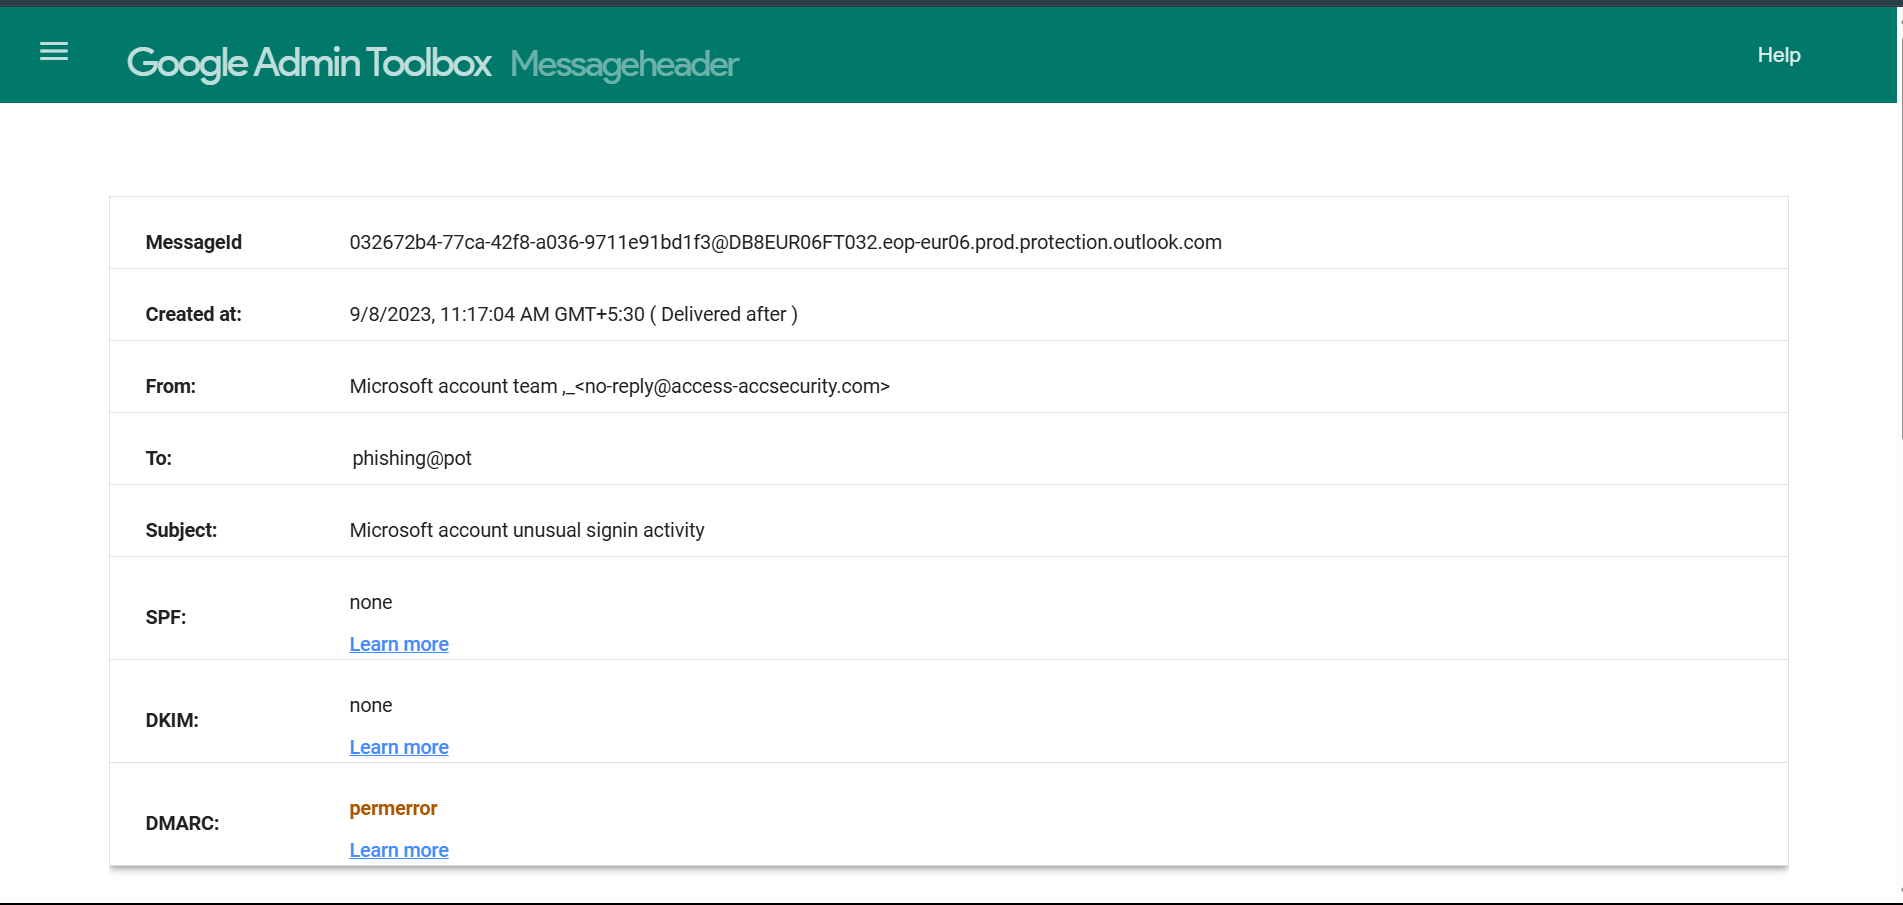 Google Admin Toolbox Messageheader Help
MessageId 032672b4-77ca-42f8-a036-9711e91bd1f3@DB8EUR06FT032.eop-eur06.prod.protection.outlook.com
Created at: 9/8/2023, 11:17:04 AM GMT+5:30 ( Delivered after )
From: Microsoft account team ,_<no-reply@access-accsecurity.com>
To: phishing@pot
Subject: Microsoft account unusual signin activity
SPF: none
Learn more
DKIM: none
Learn more
DMARC: permerror
Learn more